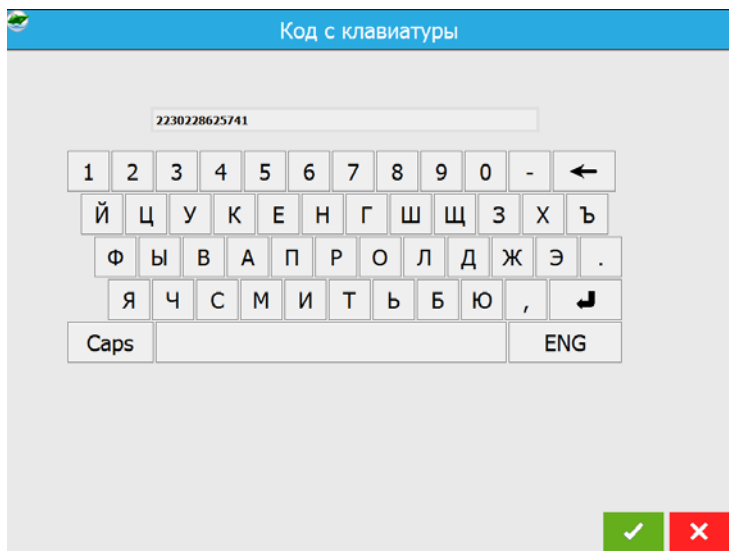 Код с клавиатуры
2230228625741
1 2 3 4 5 6 7 8 9 0 - ←
Й Ц У К Е Н Г Ш Щ З Х Ъ
Ф Ы В А П Р О Л Д Ж Э .
Я Ч С М И Т Ь Б Ю ,
Caps ENG